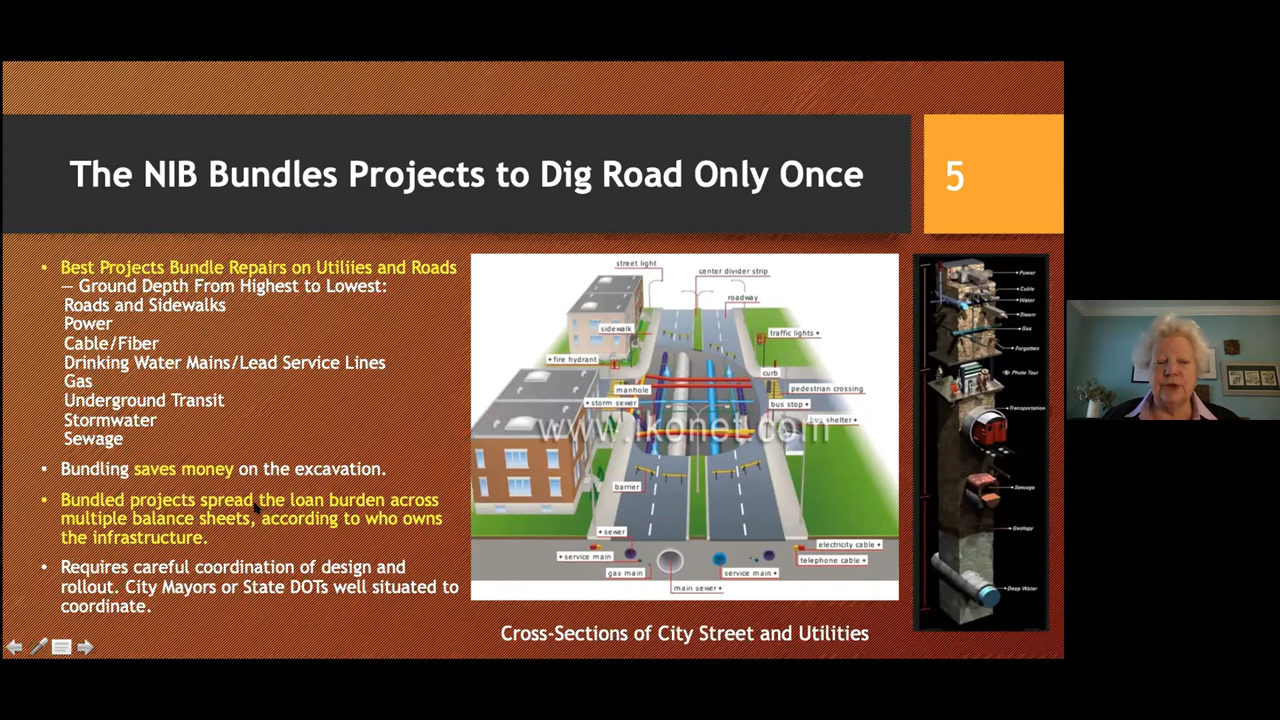 The NIB Bundles Projects to Dig Road Only Once
5
• Best Projects Bundle Repairs on Utiliies and Roads
— Ground Depth From Highest to Lowest:
Roads and Sidewalks
Power
Cable/Fiber
Drinking Water Mains/Lead Service Lines
Gas
Underground Transit
Stormwater
Sewage
• Bundling saves money on the excavation.
• Bundled projects spread the loan burden across
multiple balance sheets, according to who owns
the infrastructure.
• Requires careful coordination of design and
rollout. City Mayors or State DOTs well situated to
coordinate.
street light
center divider strip
roadway
sidewalk
traffic lights +
+ fire hydrant
curb
manhole
pedestrian crossing
+ storm sewer
bus stop +
bus shelter +
www.ikonet.com
barrier
+ sewer
electricity cable +
+ service main
telephone cable +
gas main
service main +
main sewer +
Cross-Sections of City Street and Utilities
Power
Cable
Water
Steam
Gas
Forgotten
Photo Tour
Transportation
Sewage
Geology
Deep Water